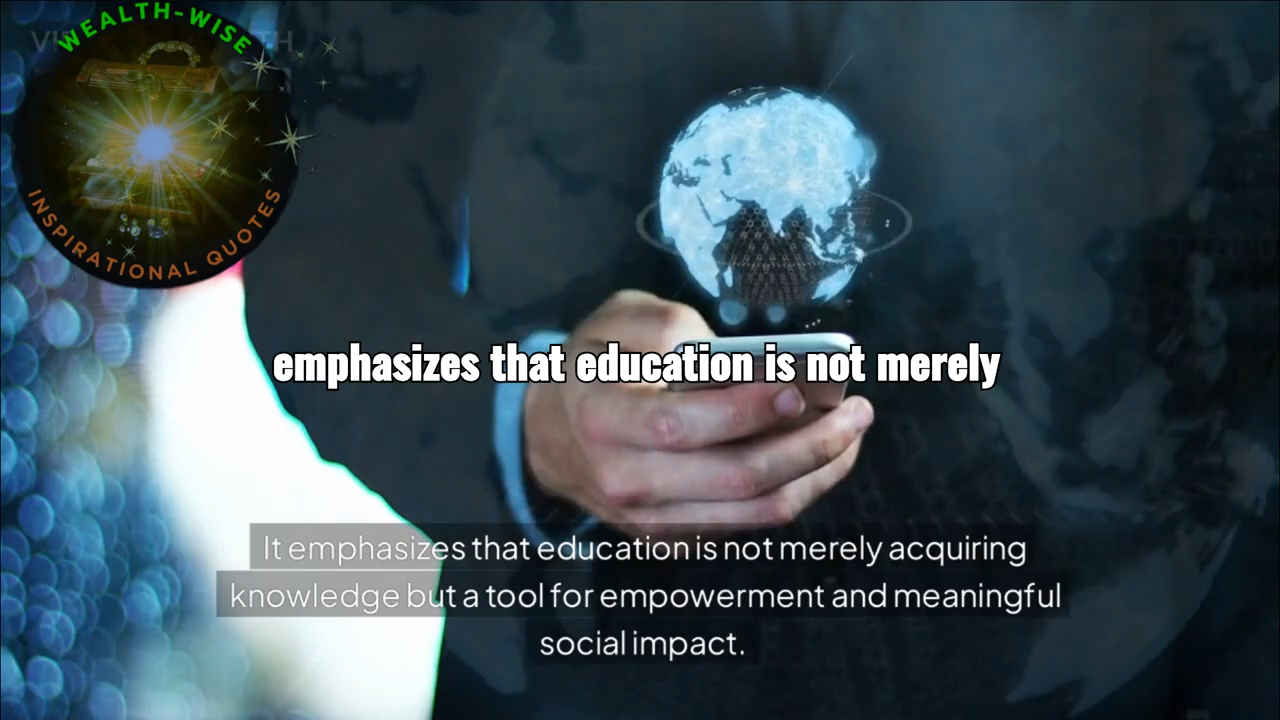 WEALTH-WISE
INSPIRATIONAL QUOTES
emphasizes that education is not merely
It emphasizes that education is not merely acquiring
knowledge but a tool for empowerment and meaningful
social impact.